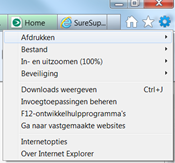 Home
SureSup...
Afdrukken
Bestand
In- en uitzoomen (100%)
Beveiliging
Downloads weergeven Ctrl+J
Invoegtoepassingen beheren
F12-ontwikkelhulpprogramma's
Ga naar vastgemaakte websites
Internetopties
Over Internet Explorer